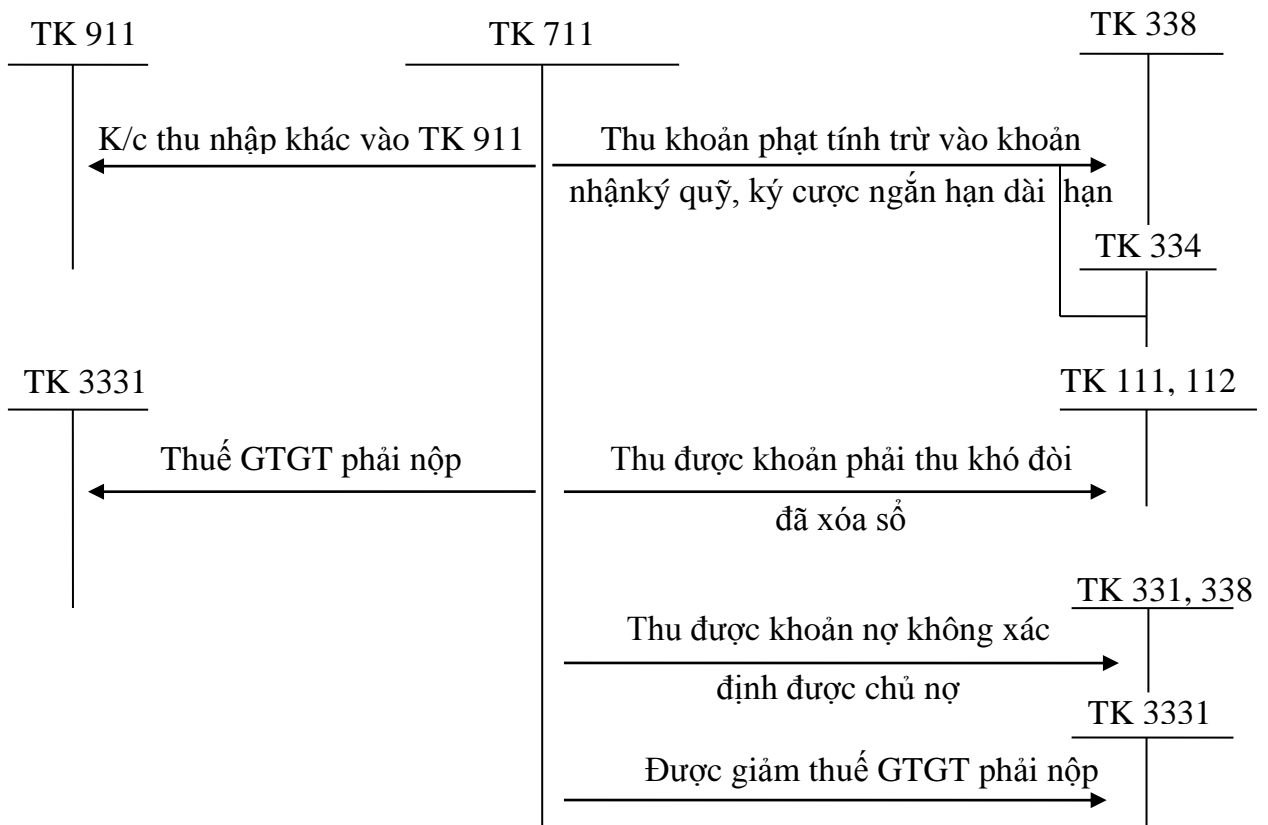 TK 911
TK 711
TK 338
K/c thu nhập khác vào TK 911
Thu khoản phạt tính trừ vào khoản
nhậnký quỹ, ký cược ngắn hạn dài hạn
TK 334
TK 3331
TK 111, 112
Thuế GTGT phải nộp
Thu được khoản phải thu khó đòi
đã xóa sổ
TK 331, 338
Thu được khoản nợ không xác
định được chủ nợ
TK 3331
Được giảm thuế GTGT phải nộp